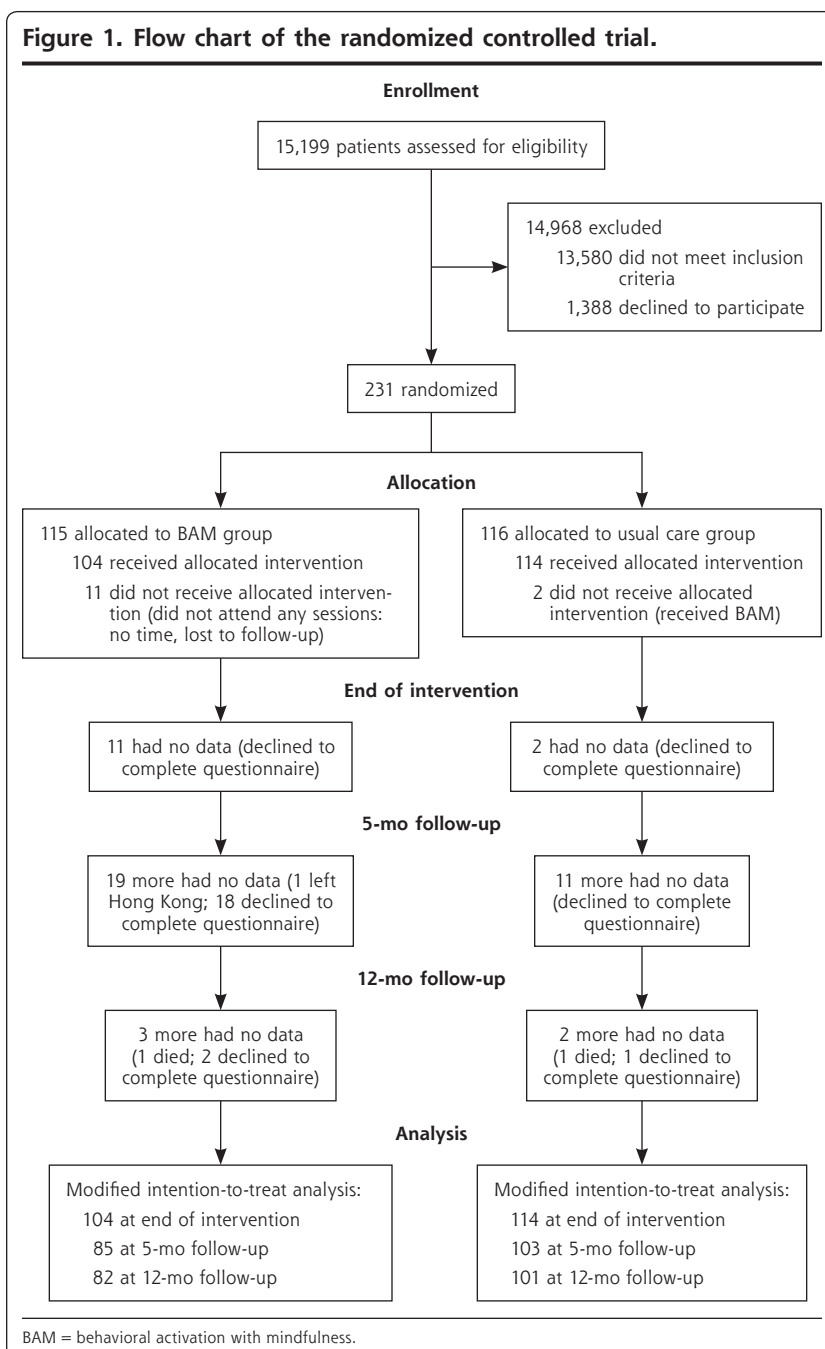 Figure 1. Flow chart of the randomized controlled trial.
Enrollment
15,199 patients assessed for eligibility
14,968 excluded
13,580 did not meet inclusion
criteria
1,388 declined to participate
231 randomized
Allocation
115 allocated to BAM group
104 received allocated intervention
11 did not receive allocated interven-
tion (did not attend any sessions:
no time, lost to follow-up)
116 allocated to usual care group
114 received allocated intervention
2 did not receive allocated
intervention (received BAM)
End of intervention
11 had no data (declined to
complete questionnaire)
2 had no data (declined to
complete questionnaire)
5-mo follow-up
19 more had no data (1 left
Hong Kong; 18 declined to
complete questionnaire)
11 more had no data
(declined to complete
questionnaire)
12-mo follow-up
3 more had no data
(1 died; 2 declined to
complete questionnaire)
2 more had no data
(1 died; 1 declined to
complete questionnaire)
Analysis
Modified intention-to-treat analysis:
104 at end of intervention
85 at 5-mo follow-up
82 at 12-mo follow-up
Modified intention-to-treat analysis:
114 at end of intervention
103 at 5-mo follow-up
101 at 12-mo follow-up
BAM = behavioral activation with mindfulness.